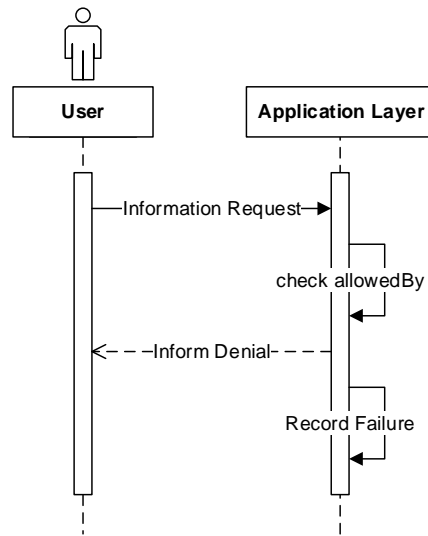 User
Application Layer
Information Request
check allowedBy
Inform Denial
Record Failure